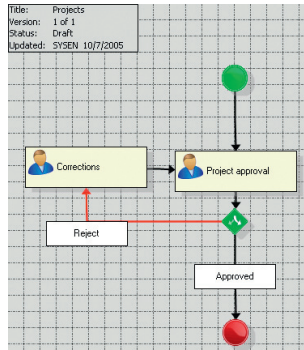 Title: Projects
Version: 1 of 1
Status: Draft
Updated: SYSEN 10/7/2005
Corrections
Project approval
Reject
Approved